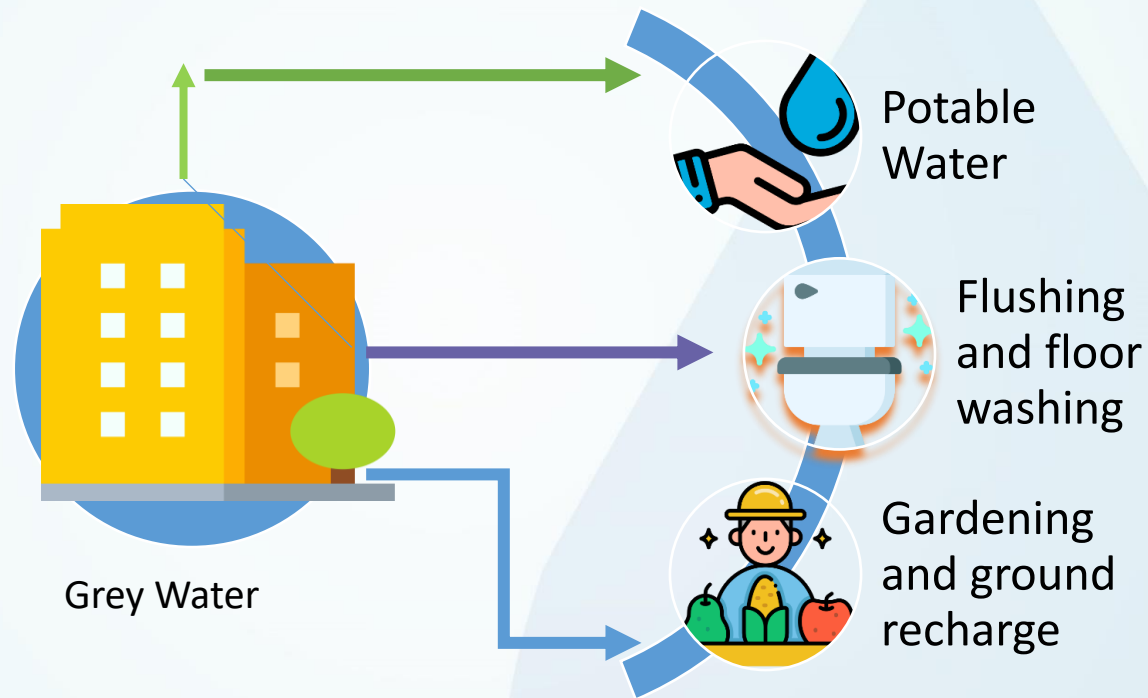 Potable
Water
Flushing
and floor
washing
Gardening
and ground
recharge
Grey Water